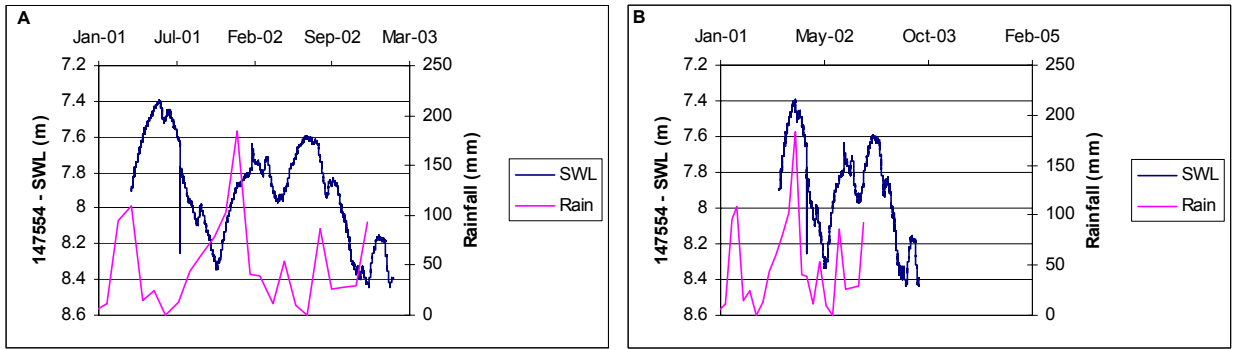 A
Jan-01 Jul-01 Feb-02 Sep-02 Mar-03
7.2 250
7.4 200
7.6
7.8 150
8 100
8.2
8.4 50
8.6 0
147554 - SWL (m)
Rainfall (mm)
SWL
Rain
B
Jan-01 May-02 Oct-03 Feb-05
7.2 250
7.4 200
7.6
7.8 150
8 100
8.2
8.4 50
8.6 0
147554 - SWL (m)
Rainfall (mm)
SWL
Rain